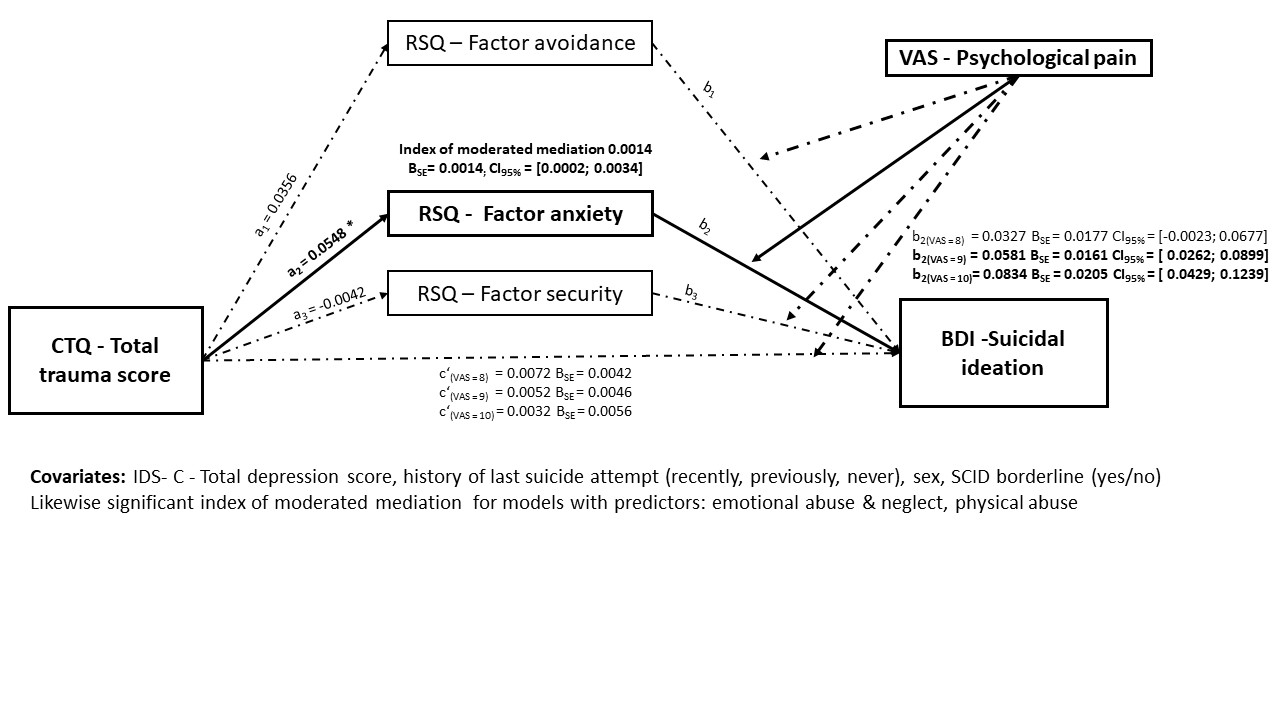 RSQ – Factor avoidance
VAS - Psychological pain
b1
Index of moderated mediation 0.0014
BSE= 0.0014, CI95% = [0.0002; 0.0034]
a1 = 0.0356
RSQ - Factor anxiety
b2
a2 = 0.0548 *
b2(VAS = 8) = 0.0327 BSE = 0.0177 CI95% = [-0.0023; 0.0677]
b2(VAS = 9) = 0.0581 BSE = 0.0161 CI95% = [ 0.0262; 0.0899]
b2(VAS = 10)= 0.0834 BSE = 0.0205 CI95% = [ 0.0429; 0.1239]
RSQ – Factor security
b3
a3 = -0.0042
CTQ - Total
trauma score
BDI -Suicidal
ideation
c‘(VAS = 8) = 0.0072 BSE = 0.0042
c‘(VAS = 9) = 0.0052 BSE = 0.0046
c‘(VAS = 10) = 0.0032 BSE = 0.0056
Covariates: IDS- C - Total depression score, history of last suicide attempt (recently, previously, never), sex, SCID borderline (yes/no)
Likewise significant index of moderated mediation for models with predictors: emotional abuse & neglect, physical abuse